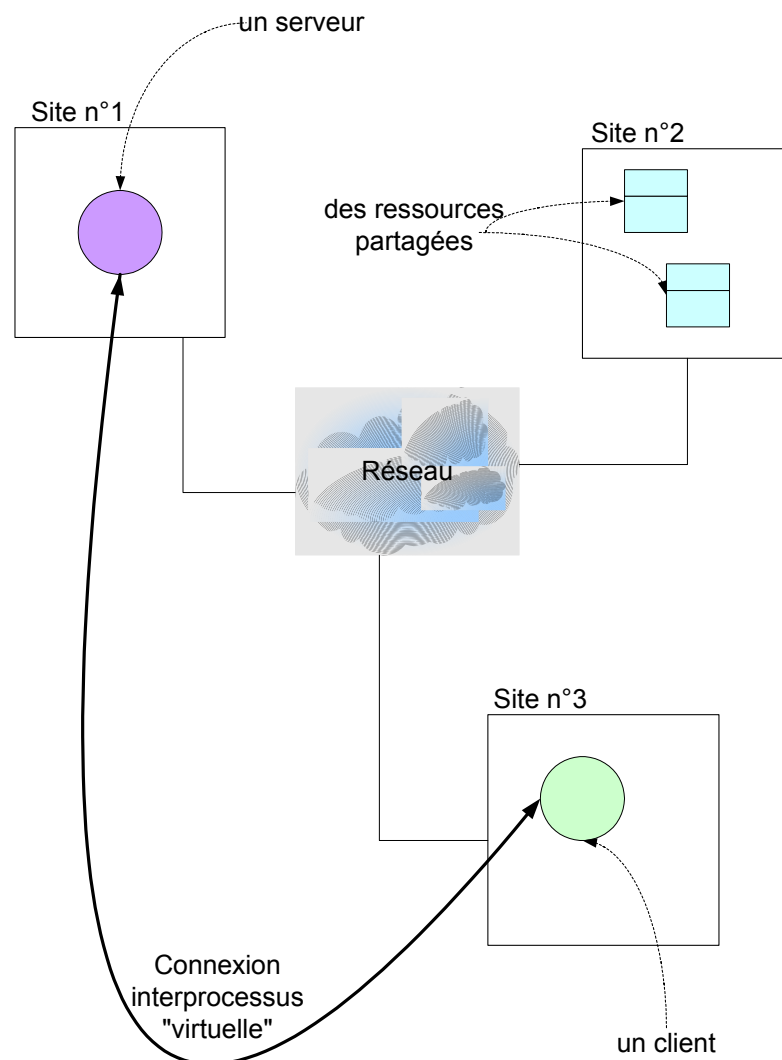 un serveur
Site n°1
Site n°2
des ressources
partagées
Réseau
Site n°3
Connexion
interprocessus
"virtuelle"
un client